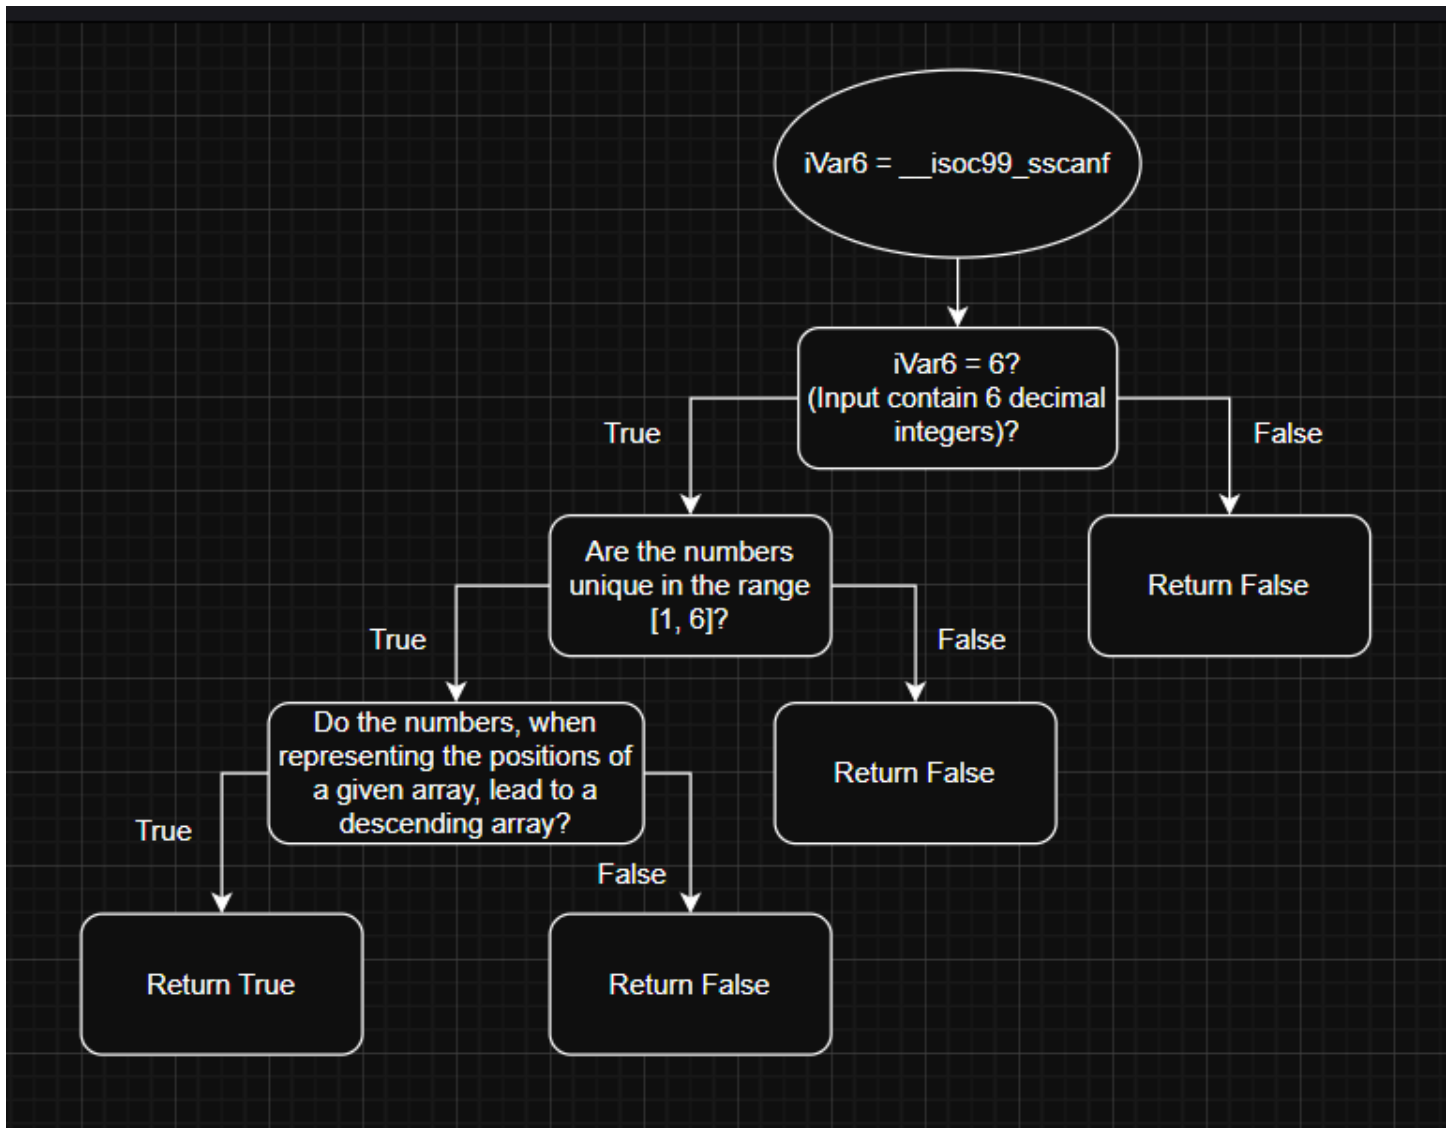 iVar6 = __isoc99_sscanf
iVar6 = 6?
(Input contain 6 decimal
integers)?
True
False
Are the numbers
unique in the range
[1, 6]?
Return False
True
False
Do the numbers, when
representing the positions of
a given array, lead to a
descending array?
Return False
True
False
Return True
Return False